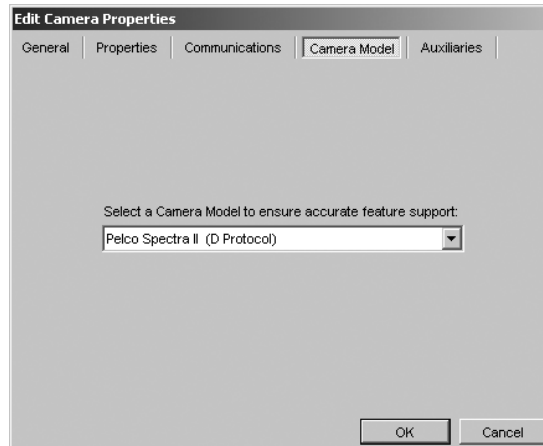 Edit Camera Properties
General Properties Communications Camera Model Auxiliaries
Select a Camera Model to ensure accurate feature support:
Pelco Spectra II (D Protocol)
OK Cancel